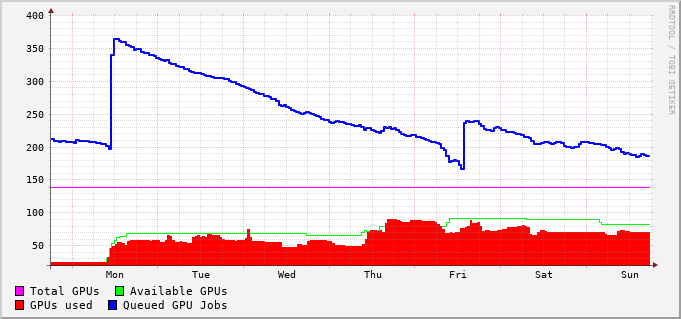 400
350
300
250
200
150
100
50
Mon Tue Wed Thu Fri Sat Sun
Total GPUs Available GPUs
GPUs used Queued GPU Jobs
RRDTOOL / TOBI OETIKER